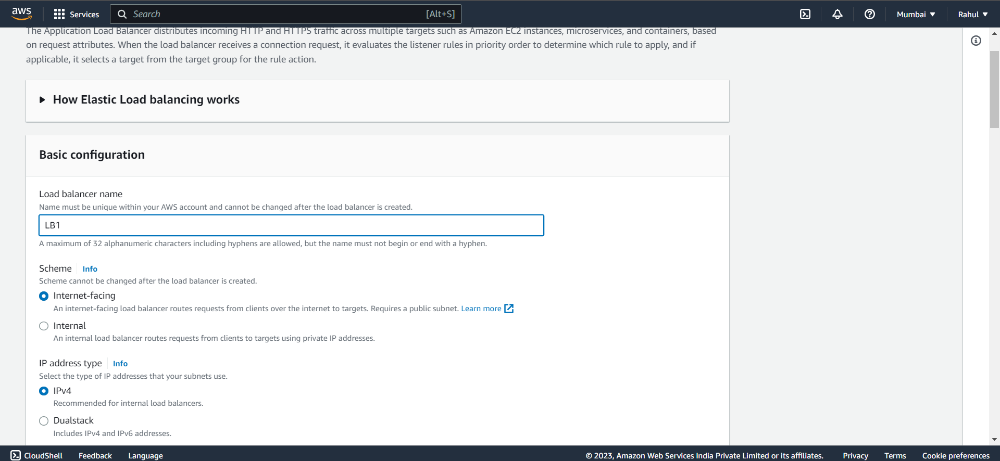 aws
Services
Search
[Alt+S]
Mumbai
Rahul
The Application Load Balancer distributes incoming HTTP and HTTPS traffic across multiple targets such as Amazon EC2 instances, microservices, and containers, based
on request attributes. When the load balancer receives a connection request, it evaluates the listener rules in priority order to determine which rule to apply, and if
applicable, it selects a target from the target group for the rule action.
How Elastic Load balancing works
Basic configuration
Load balancer name
Name must be unique within your AWS account and cannot be changed after the load balancer is created.
LB1
A maximum of 32 alphanumeric characters including hyphens are allowed, but the name must not begin or end with a hyphen.
Scheme Info
Scheme cannot be changed after the load balancer is created.
Internet-facing
An internet-facing load balancer routes requests from clients over the internet to targets. Requires a public subnet. Learn more
Internal
An internal load balancer routes requests from clients to targets using private IP addresses.
IP address type Info
Select the type of IP addresses that your subnets use.
IPv4
Recommended for internal load balancers.
Dualstack
Includes IPv4 and IPv6 addresses.
CloudShell Feedback Language
© 2023, Amazon Web Services India Private Limited or its affiliates. Privacy Terms Cookie preferences